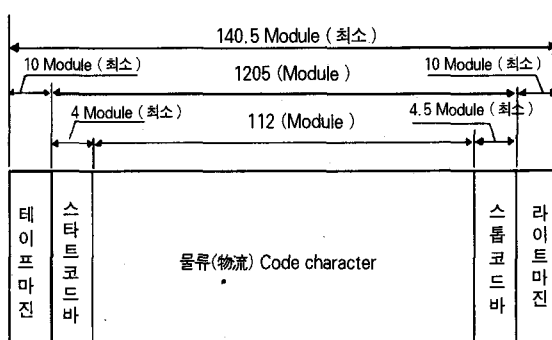 140.5 Module ( 최소 )
10 Module ( 최소 )
1205 (Module )
10 Module ( 최소 )
4 Module ( 최소 )
112 (Module )
4.5 Module ( 최소 )
테이프마진
스타트코드바
물류(物流) Code character
스톱코드바
라이트마진